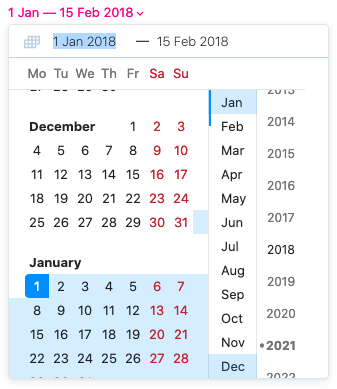 1 Jan — 15 Feb 2018
1 Jan 2018 — 15 Feb 2018
Mo Tu We Th Fr Sa Su
December 1 2 3
4 5 6 7 8 9 10
11 12 13 14 15 16 17
18 19 20 21 22 23 24
25 26 27 28 29 30 31
January
1 2 3 4 5 6 7
8 9 10 11 12 13 14
15 16 17 18 19 20 21
22 23 24 25 26 27 28
Jan
Feb
Mar
Apr
May
Jun
Jul
Aug
Sep
Oct
Nov
Dec
2013
2014
2015
2016
2017
2018
2019
2020
•2021
2022